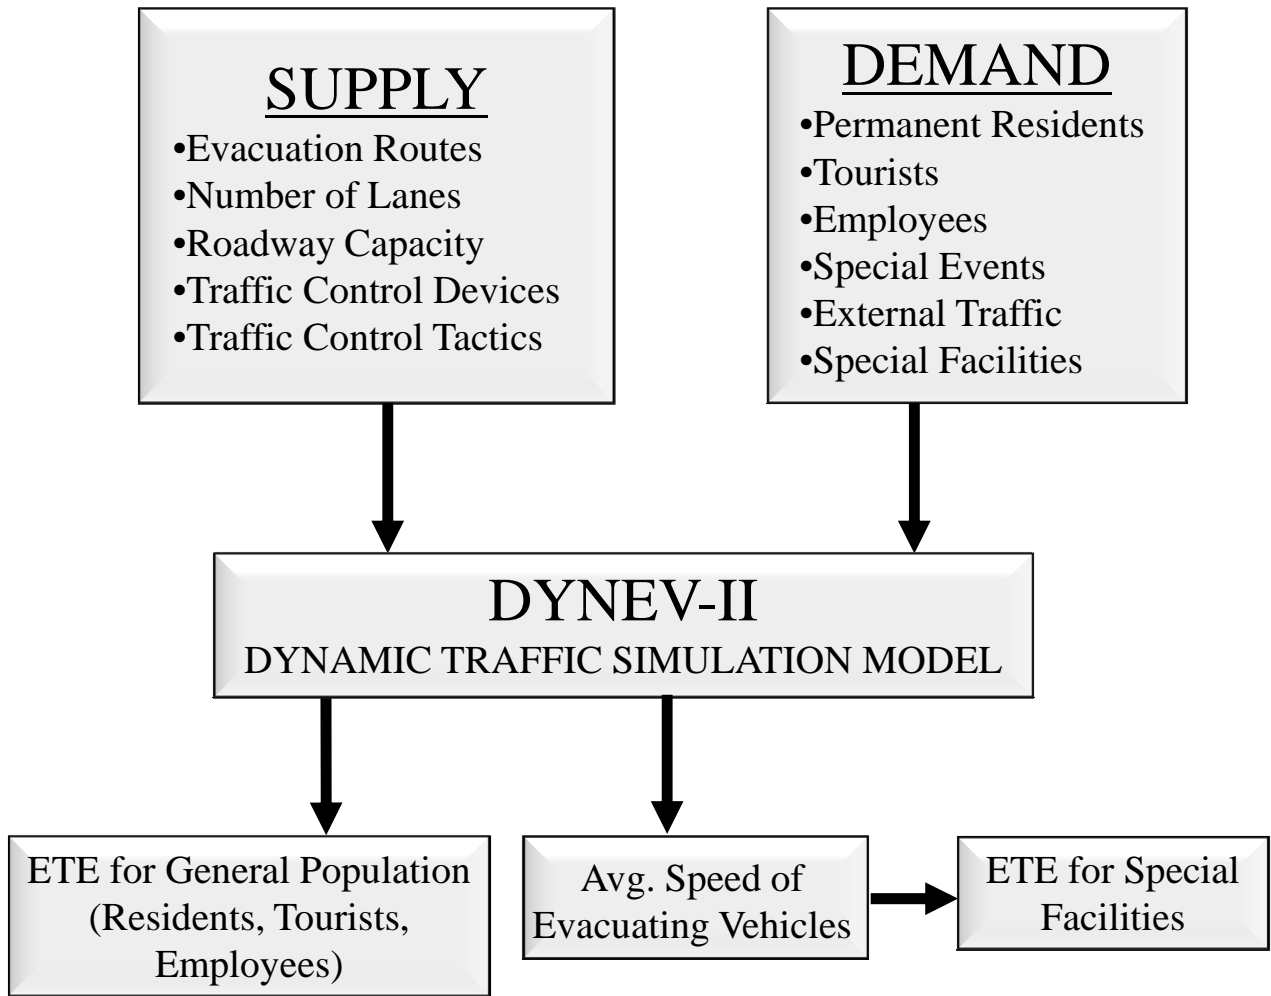 SUPPLY
•Evacuation Routes
•Number of Lanes
•Roadway Capacity
•Traffic Control Devices
•Traffic Control Tactics
DEMAND
•Permanent Residents
•Tourists
•Employees
•Special Events
•External Traffic
•Special Facilities
DYNEV-II
DYNAMIC TRAFFIC SIMULATION MODEL
ETE for General Population
(Residents, Tourists,
Employees)
Avg. Speed of
Evacuating Vehicles
ETE for Special
Facilities